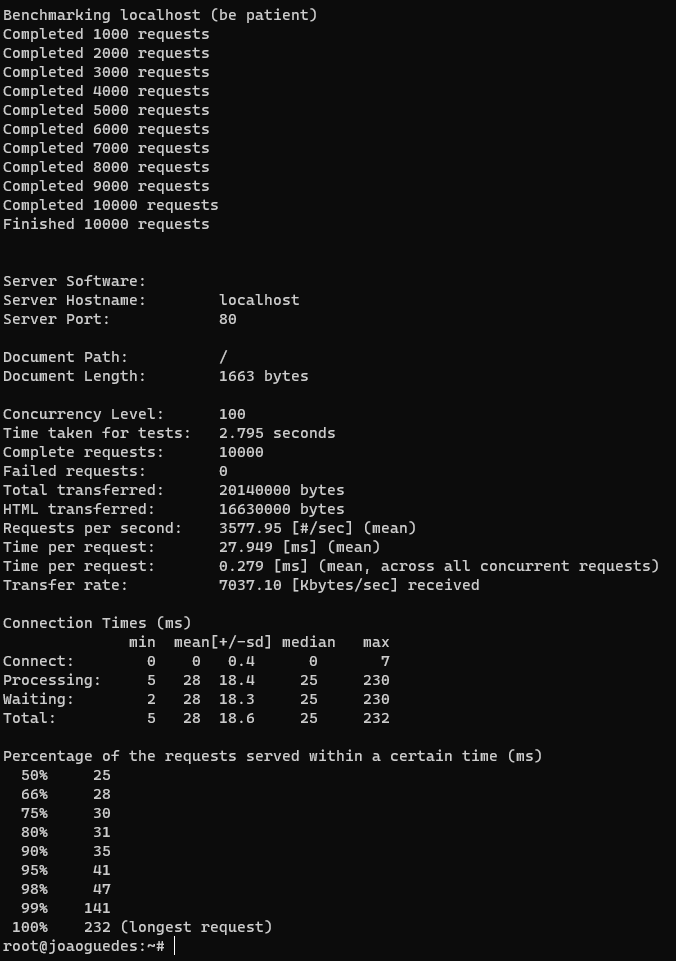 Benchmarking localhost (be patient)
Completed 1000 requests
Completed 2000 requests
Completed 3000 requests
Completed 4000 requests
Completed 5000 requests
Completed 6000 requests
Completed 7000 requests
Completed 8000 requests
Completed 9000 requests
Completed 10000 requests
Finished 10000 requests


Server Software:
Server Hostname:        localhost
Server Port:            80

Document Path:          /
Document Length:        1663 bytes

Concurrency Level:      100
Time taken for tests:   2.795 seconds
Complete requests:      10000
Failed requests:        0
Total transferred:      20140000 bytes
HTML transferred:       16630000 bytes
Requests per second:    3577.95 [#/sec] (mean)
Time per request:       27.949 [ms] (mean)
Time per request:       0.279 [ms] (mean, across all concurrent requests)
Transfer rate:          7037.10 [Kbytes/sec] received

Connection Times (ms)
              min  mean[+/-sd] median   max
Connect:        0    0   0.4      0       7
Processing:     5   28  18.4     25     230
Waiting:        2   28  18.3     25     230
Total:          5   28  18.6     25     232

Percentage of the requests served within a certain time (ms)
  50%     25
  66%     28
  75%     30
  80%     31
  90%     35
  95%     41
  98%     47
  99%    141
 100%    232 (longest request)
root@joaoguedes:~#